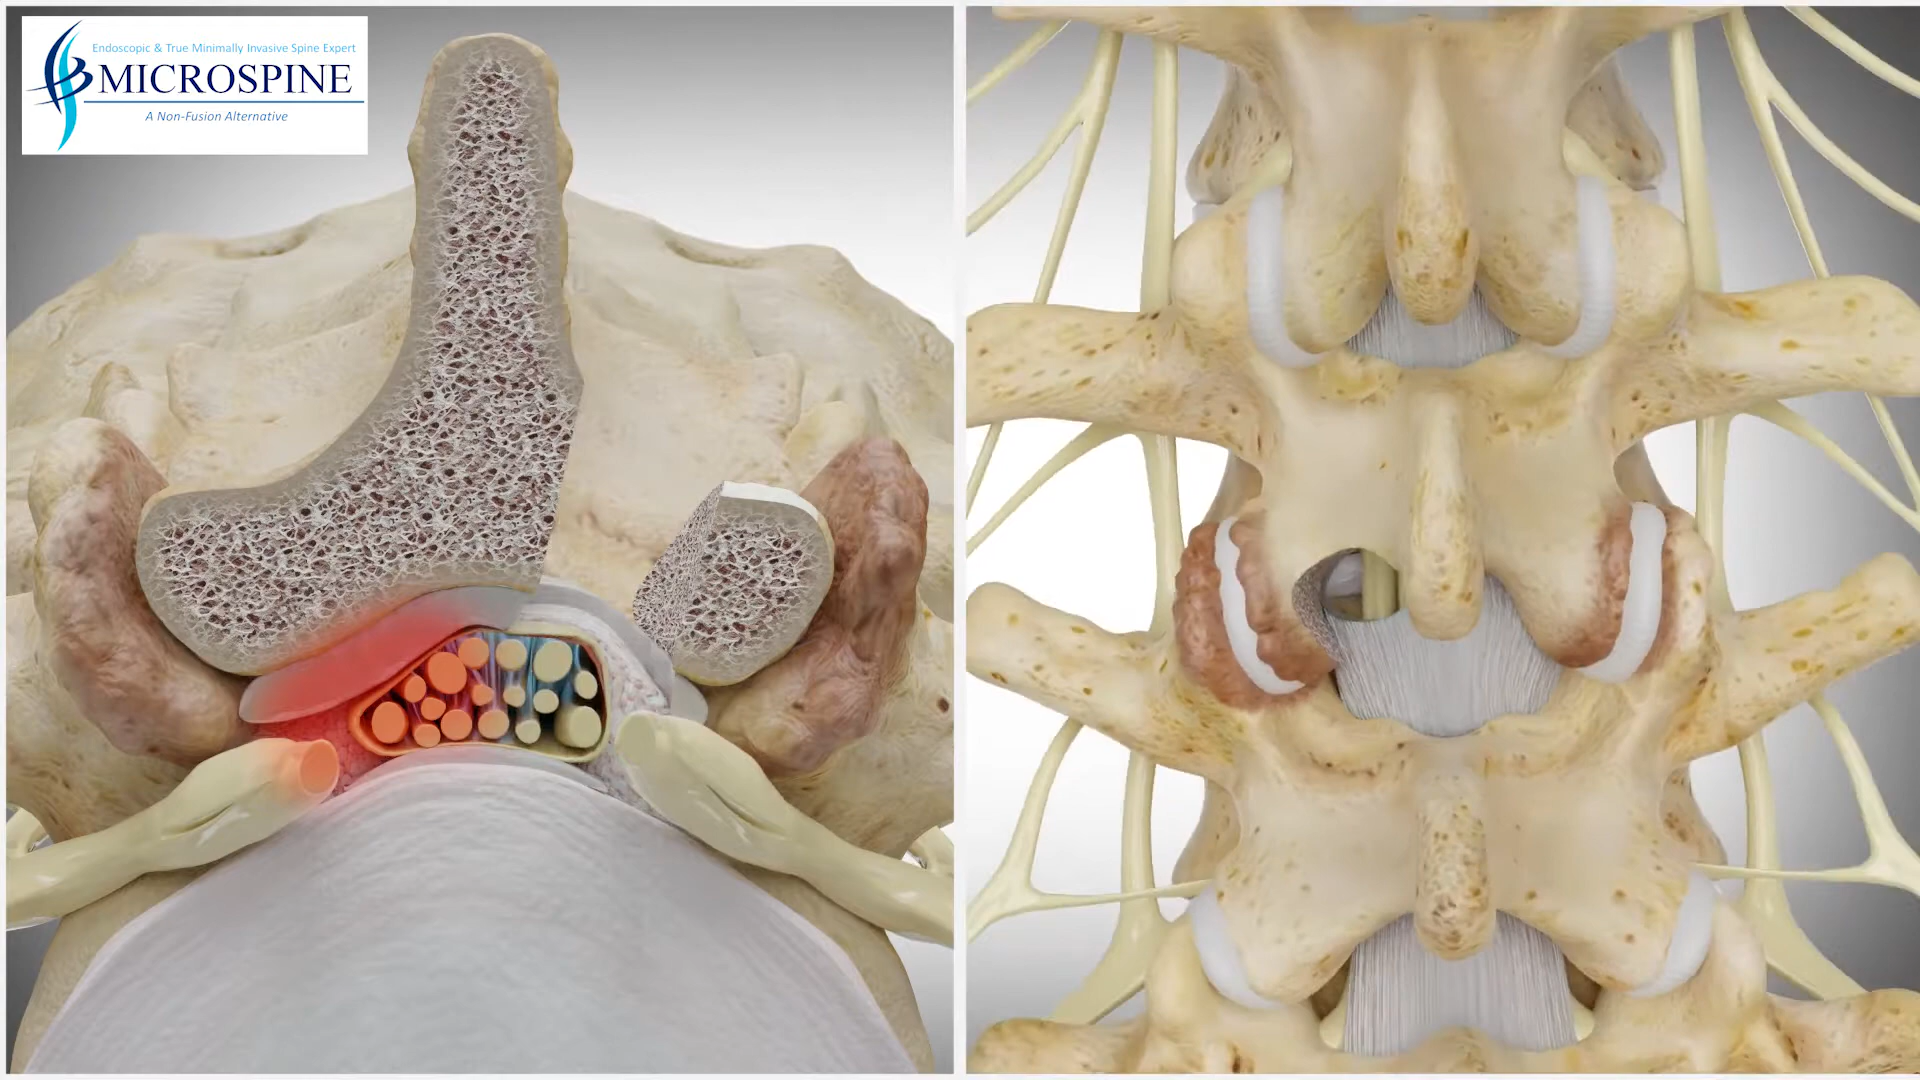 Endoscopic & True Minimally Invasive Spine Expert
MICROSPINE
A Non-Fusion Alternative